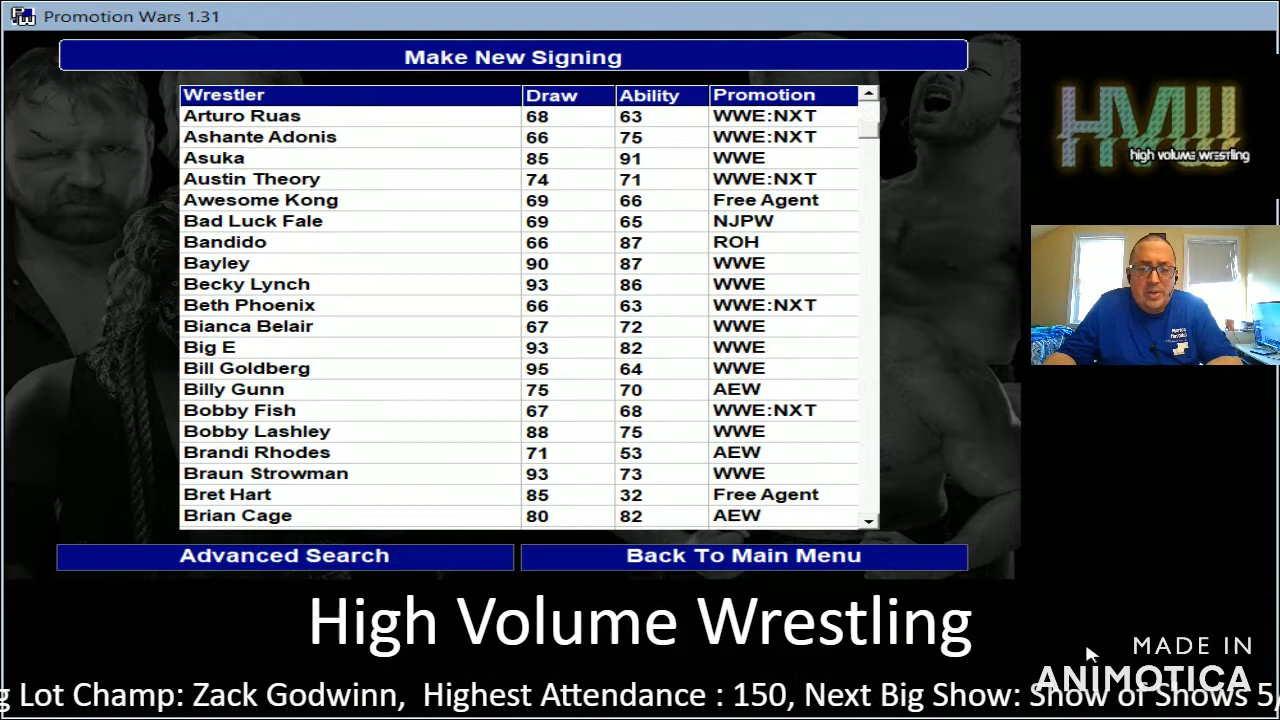 Promotion Wars 1.31
Make New Signing
Wrestler Draw Ability Promotion
Arturo Ruas 68 63 WWE:NXT
Ashante Adonis 66 75 WWE:NXT
Asuka 85 91 WWE
Austin Theory 74 71 WWE:NXT
Awesome Kong 69 66 Free Agent
Bad Luck Fale 69 65 NJPW
Bandido 66 87 ROH
Bayley 90 87 WWE
Becky Lynch 93 86 WWE
Beth Phoenix 66 63 WWE:NXT
Bianca Belair 67 72 WWE
Big E 93 82 WWE
Bill Goldberg 95 64 WWE
Billy Gunn 75 70 AEW
Bobby Fish 67 68 WWE:NXT
Bobby Lashley 88 75 WWE
Brandi Rhodes 71 53 AEW
Braun Strowman 93 73 WWE
Bret Hart 85 32 Free Agent
Brian Cage 80 82 AEW
Advanced Search Back To Main Menu
HVW
high volume wrestling
High Volume Wrestling
MADE IN
ANIMOTICA
g Lot Champ: Zack Godwinn, Highest Attendance : 150, Next Big Show: Show of Shows 5/